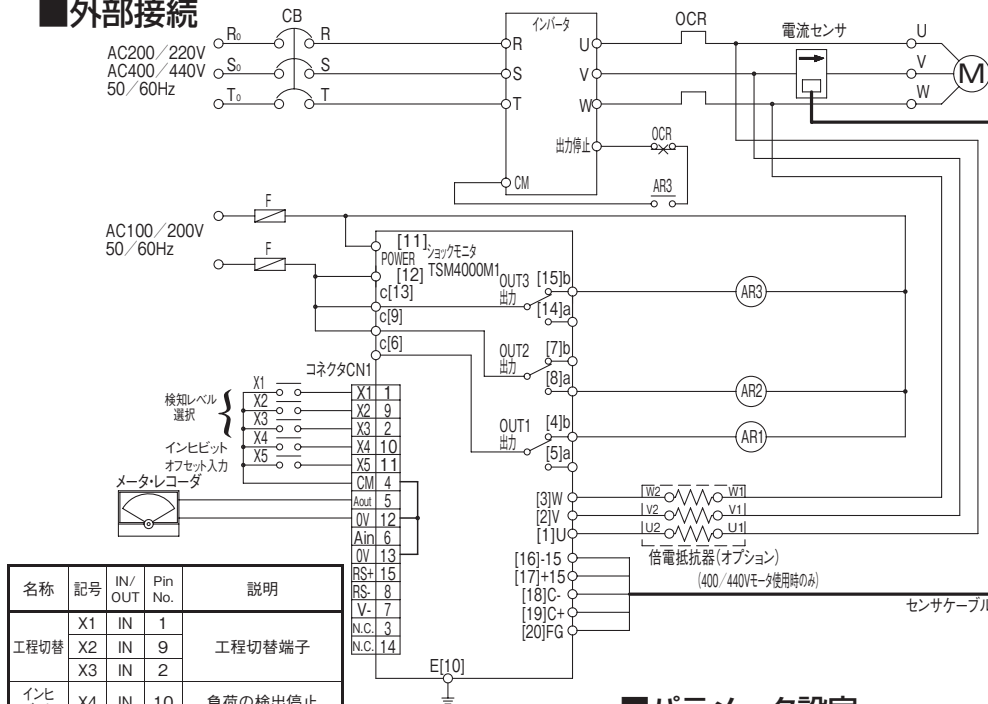 ■外部接続
CB
R₀
R
AC200／220V
AC400／440V
50／60Hz
S₀
S
T₀
T
インバータ
R
S
T
U
V
W
出力停止
CM
OCR
OCR
AR3
電流センサ
U
V
W
M
F
AC100／200V
50／60Hz
F
[11]
POWER
[12]
ショックモニタ
TSM4000M1
c[13]
c[9]
c[6]
OUT3
出力
[15]b
[14]a
AR3
OUT2
出力
[7]b
[8]a
AR2
OUT1
出力
[4]b
[5]a
AR1
コネクタCN1
検知レベル
選択
インヒビット
オフセット入力
X1
X2
X3
X4
X5
メータ・レコーダ
X1 1
X2 9
X3 2
X4 10
X5 11
CM 4
Aout 5
0V 12
Ain 6
0V 13
RS+ 15
RS- 8
V- 7
N.C. 3
N.C. 14
[3]W
[2]V
[1]U
W2 W1
V2 V1
U2 U1
倍電抵抗器(オプション)
(400／440Vモータ使用時のみ)
[16]-15
[17]+15
[18]C-
[19]C+
[20]FG
センサケーブル
E[10]
名称 記号 IN/OUT Pin No. 説明
工程切替 X1 IN 1 工程切替端子
X2 IN 9
X3 IN 2
インヒ
X4 IN 10 負荷の検出停止
■パラメータ設定